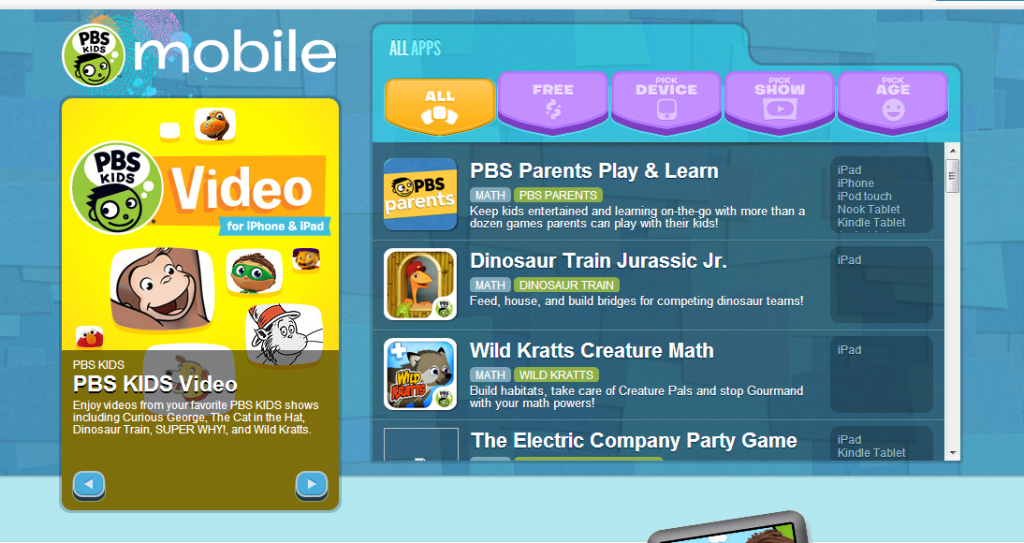 PBS
KIDS
mobile
PBS
KIDS
Video
for iPhone & iPad
PBS KIDS
PBS KIDS Video
Enjoy videos from your favorite PBS KIDS shows
including Curious George, The Cat in the Hat,
Dinosaur Train, SUPER WHY!, and Wild Kratts.
ALL APPS
ALL
FREE
PICK
DEVICE
PICK
SHOW
PICK
AGE
PBS
parents
PBS Parents Play & Learn
MATH PBS PARENTS
Keep kids entertained and learning on-the-go with more than a
dozen games parents can play with their kids!
iPad
iPhone
iPod touch
Nook Tablet
Kindle Tablet
Dinosaur Train Jurassic Jr.
MATH DINOSAUR TRAIN
Feed, house, and build bridges for competing dinosaur teams!
iPad
WILD
KRATTS
Wild Kratts Creature Math
MATH WILD KRATTS
Build habitats, take care of Creature Pals and stop Gourmand
with your math powers!
iPad
The Electric Company Party Game
iPad
Kindle Tablet